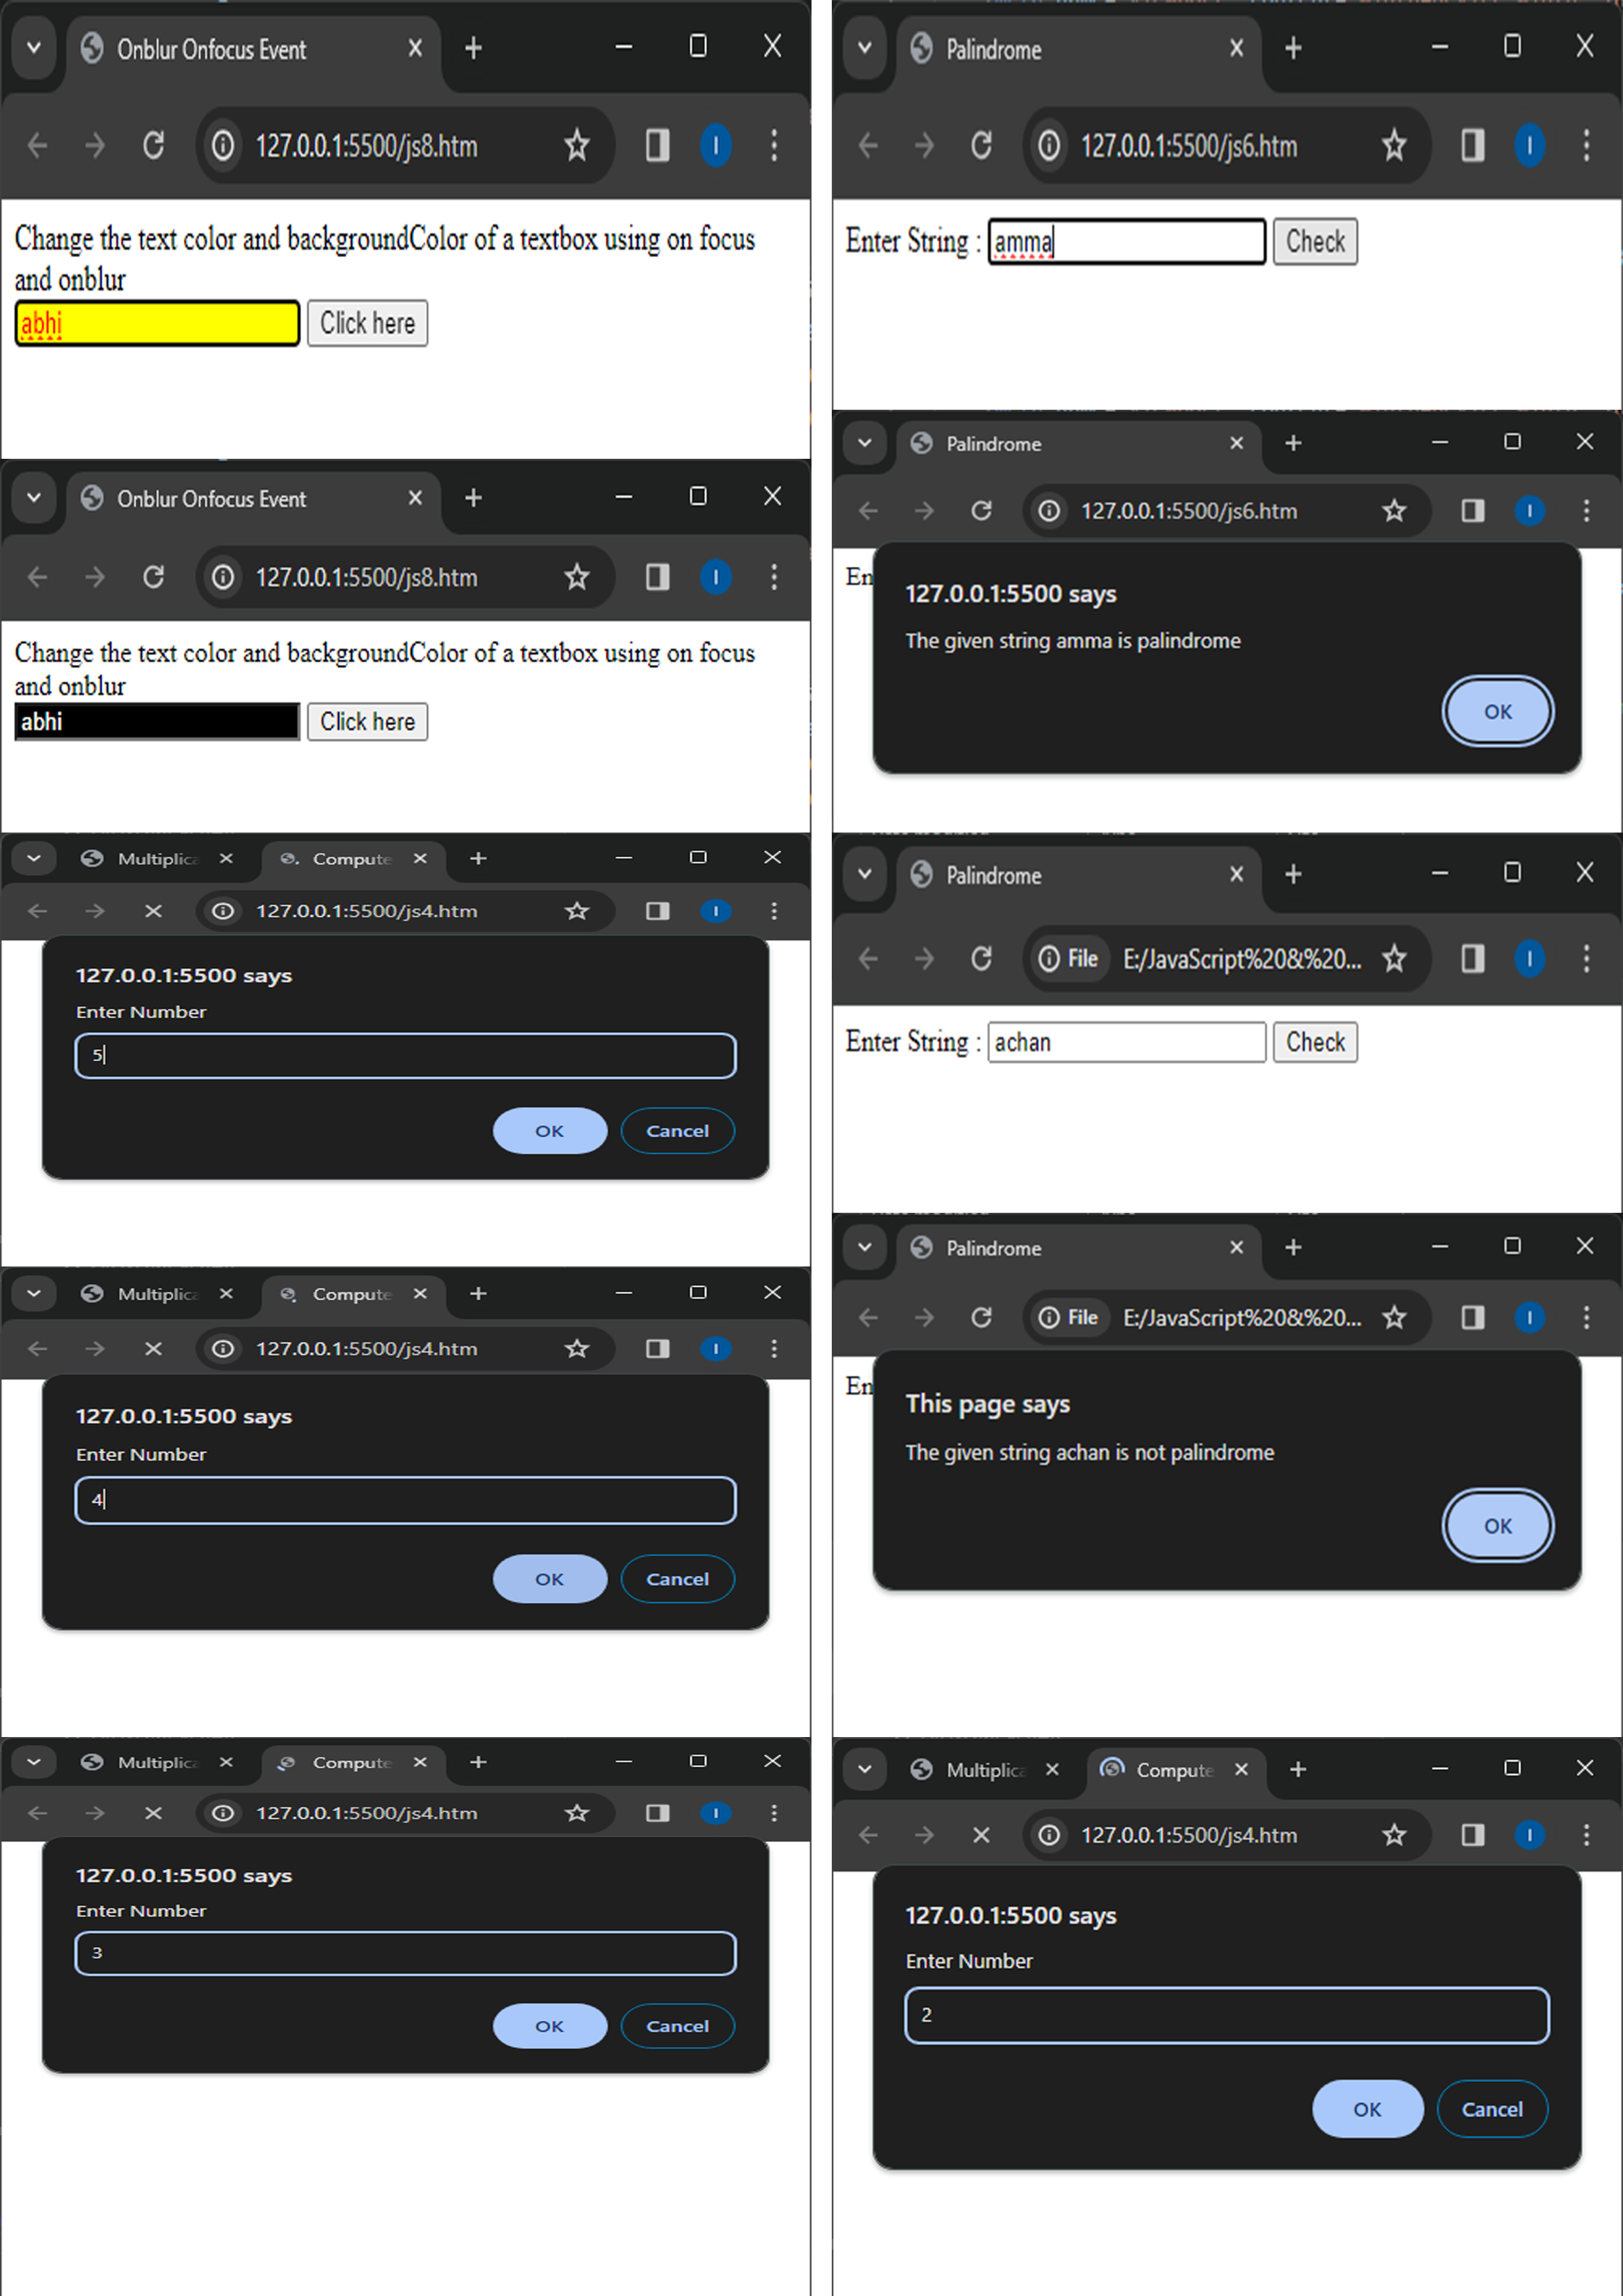 Onblur Onfocus Event
127.0.0.1:5500/js8.htm
I
Change the text color and backgroundColor of a textbox using on focus
and onblur
abhi Click here
Onblur Onfocus Event
127.0.0.1:5500/js8.htm
I
Change the text color and backgroundColor of a textbox using on focus
and onblur
abhi Click here
Multiplica Compute
127.0.0.1:5500/js4.htm
I
127.0.0.1:5500 says
Enter Number
5
OK Cancel
Multiplica Compute
127.0.0.1:5500/js4.htm
I
127.0.0.1:5500 says
Enter Number
4
OK Cancel
Multiplica Compute
127.0.0.1:5500/js4.htm
I
127.0.0.1:5500 says
Enter Number
3
OK Cancel
Palindrome
127.0.0.1:5500/js6.htm
I
Enter String : amma Check
Palindrome
127.0.0.1:5500/js6.htm
I
En
127.0.0.1:5500 says
The given string amma is palindrome
OK
Palindrome
File E:/JavaScript%20&%20...
I
Enter String : achan Check
Palindrome
File E:/JavaScript%20&%20...
I
En
This page says
The given string achan is not palindrome
OK
Multiplica Compute
127.0.0.1:5500/js4.htm
I
127.0.0.1:5500 says
Enter Number
2
OK Cancel